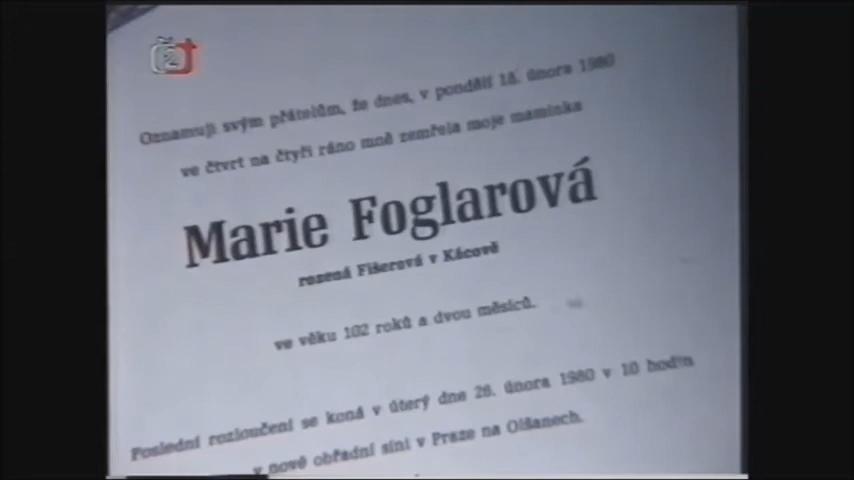 Oznamuji svým přátelům, že dnes, v pondělí 18. února 1980
ve čtvrt na čtyři ráno mně zemřela moje maminka
Marie Foglarová
rozená Fišerová v Kácově
ve věku 102 roků a dvou měsíců.
Poslední rozloučení se koná v úterý dne 26. února 1980 v 10 hodin
v nové obřadní síni v Praze na Olšanech.